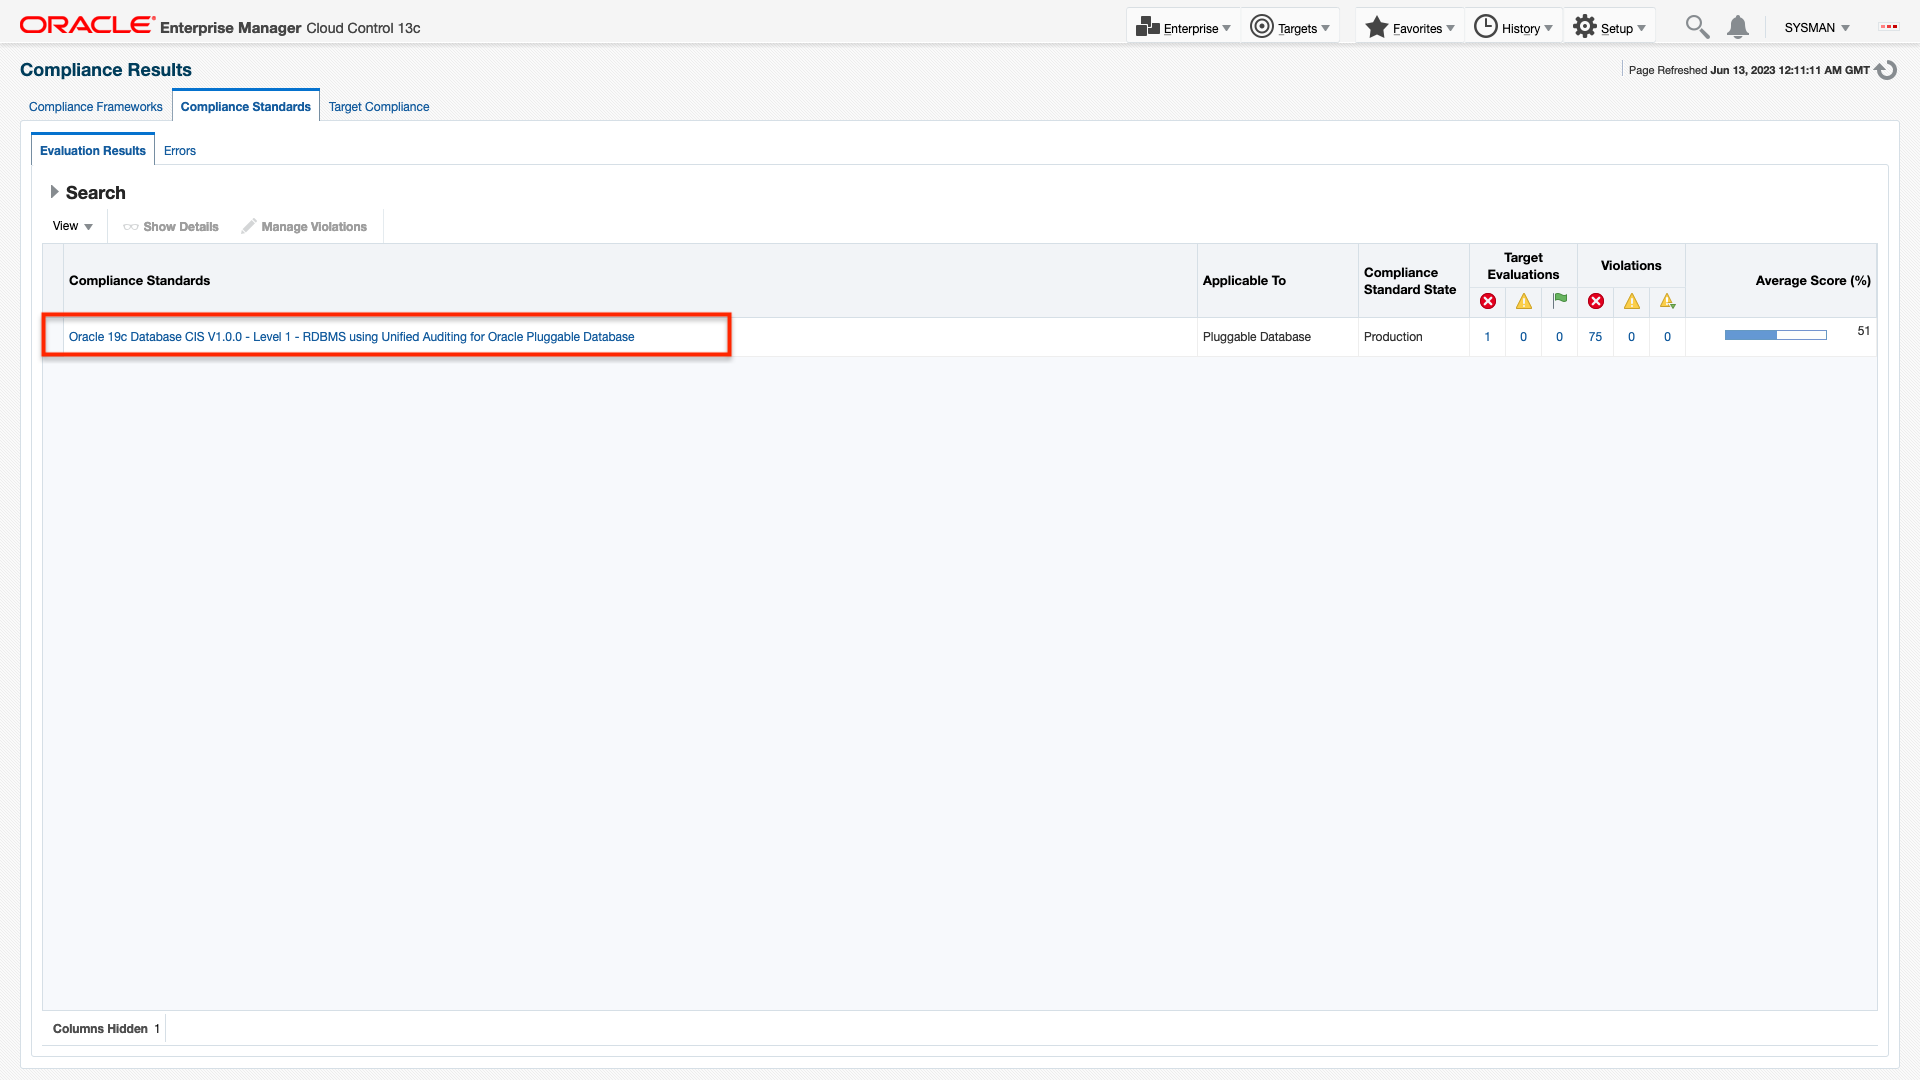 ORACLE Enterprise Manager Cloud Control 13c
Enterprise Targets Favorites History Setup SYSMAN
Compliance Results
Page Refreshed Jun 13, 2023 12:11:11 AM GMT
Compliance Frameworks Compliance Standards Target Compliance
Evaluation Results Errors
Search
View Show Details Manage Violations
Compliance Standards Applicable To Compliance Standard State Target Evaluations Violations Average Score (%)
Oracle 19c Database CIS V1.0.0 - Level 1 - RDBMS using Unified Auditing for Oracle Pluggable Database Pluggable Database Production 1 0 0 75 0 0 51
Columns Hidden 1